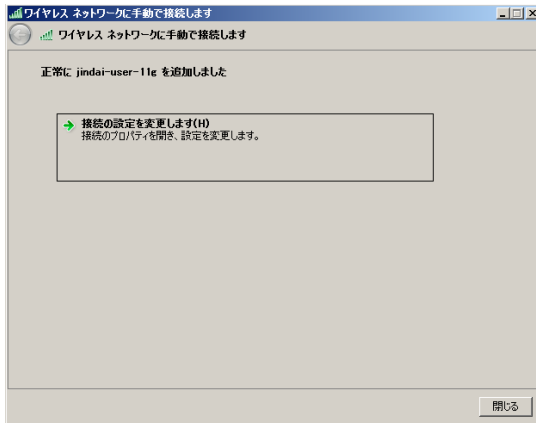 ワイヤレス ネットワークに手動で接続します
ワイヤレス ネットワークに手動で接続します
正常に jindai-user-11g を追加しました
接続の設定を変更します(H)
接続のプロパティを開き、設定を変更します。
閉じる